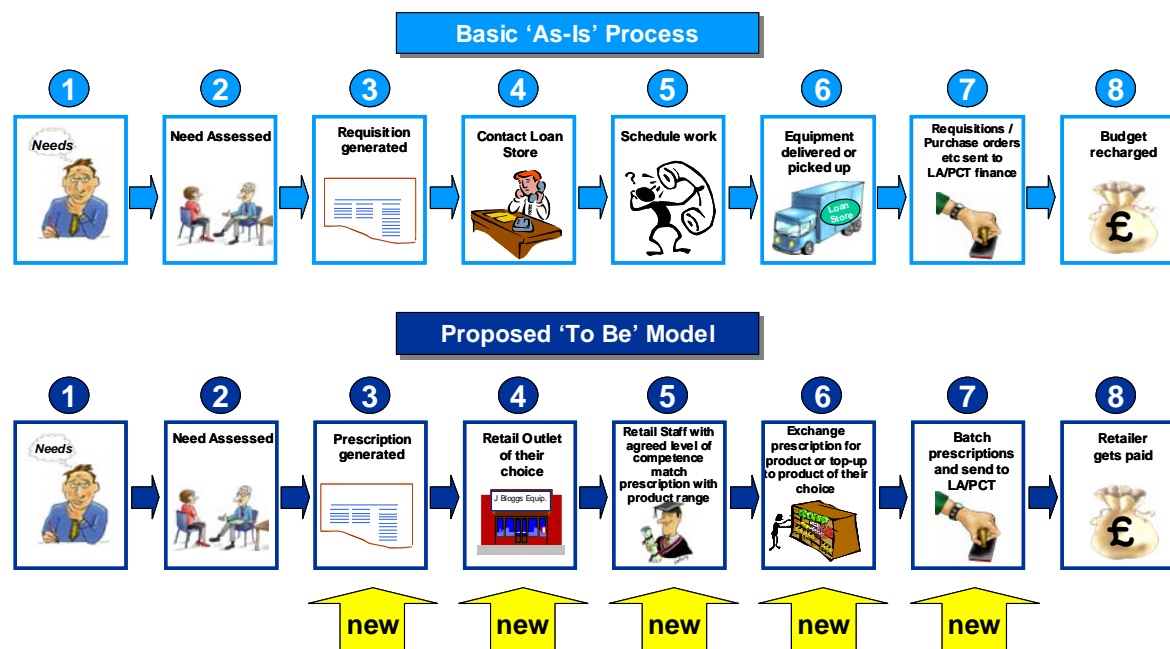 Basic ‘As-Is’ Process
1 2 3 4 5 6 7 8
Needs
Need Assessed
Requisition
generated
Contact Loan
Store
Schedule work
?
Equipment
delivered or
picked up
Loan
Store
Requisitions /
Purchase orders
etc sent to
LA/PCT finance
Budget
recharged
£
Proposed ‘To Be’ Model
1 2 3 4 5 6 7 8
Needs
Need Assessed
Prescription
generated
Retail Outlet
of their
choice
J Bloggs Equip.
Retail Staff with
agreed level of
competence
match
prescription with
product range
Exchange
prescription for
product or top-up
to product of their
choice
Batch
prescriptions
and send to
LA/PCT
Retailer
gets paid
£
new new new new new